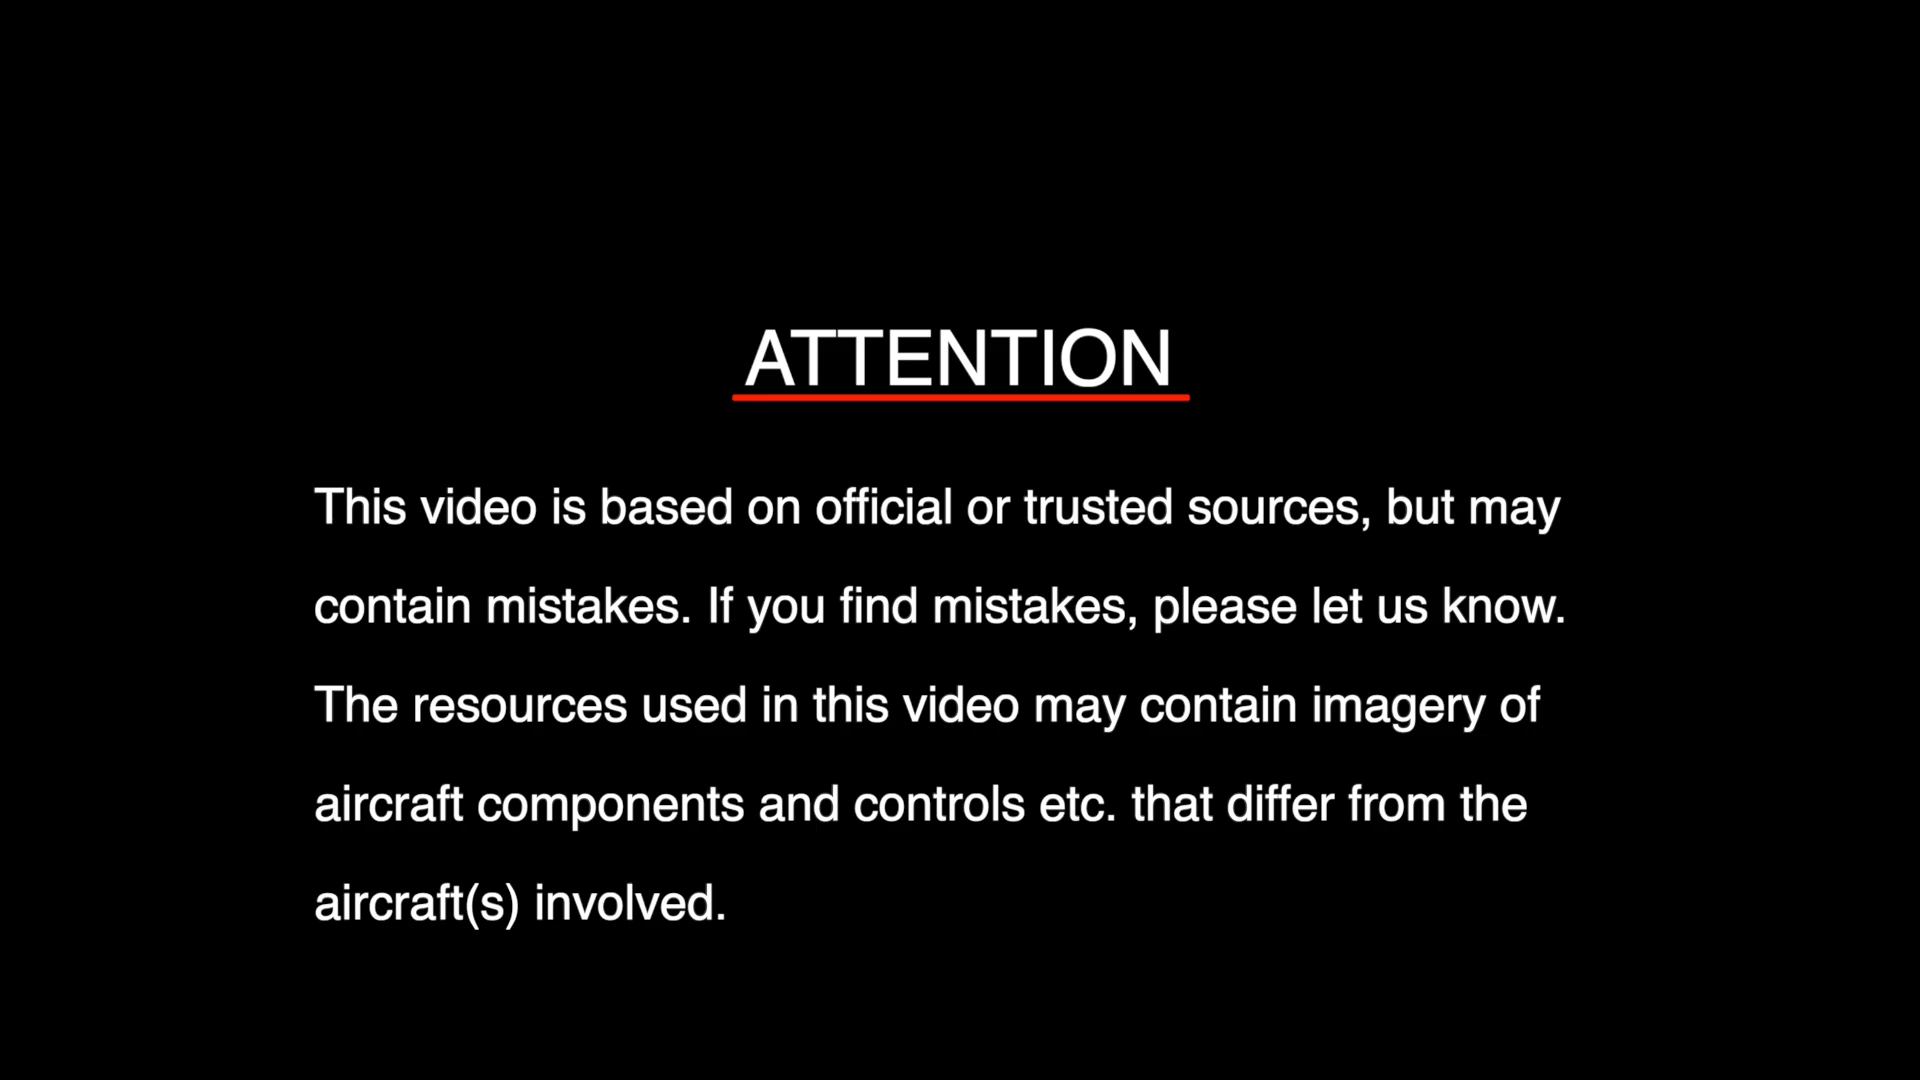 ATTENTION
This video is based on official or trusted sources, but may
contain mistakes. If you find mistakes, please let us know.
The resources used in this video may contain imagery of
aircraft components and controls etc. that differ from the
aircraft(s) involved.